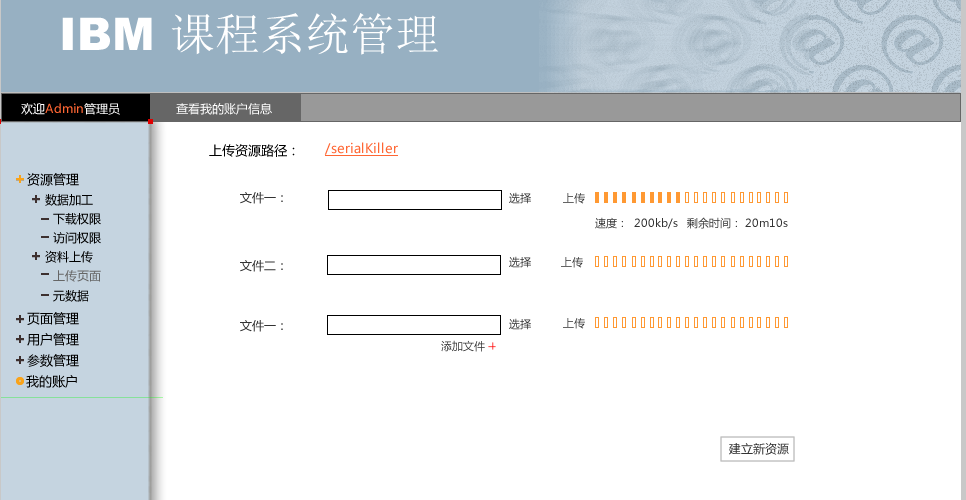 IBM 课程系统管理
欢迎Admin管理员 查看我的账户信息
上传资源路径： /serialKiller
资源管理
数据加工
下载权限
访问权限
资料上传
上传页面
元数据
页面管理
用户管理
参数管理
我的账户
文件一： 选择 上传
速度： 200kb/s 剩余时间： 20m10s
文件二： 选择 上传
文件一： 选择 上传
添加文件 +
建立新资源